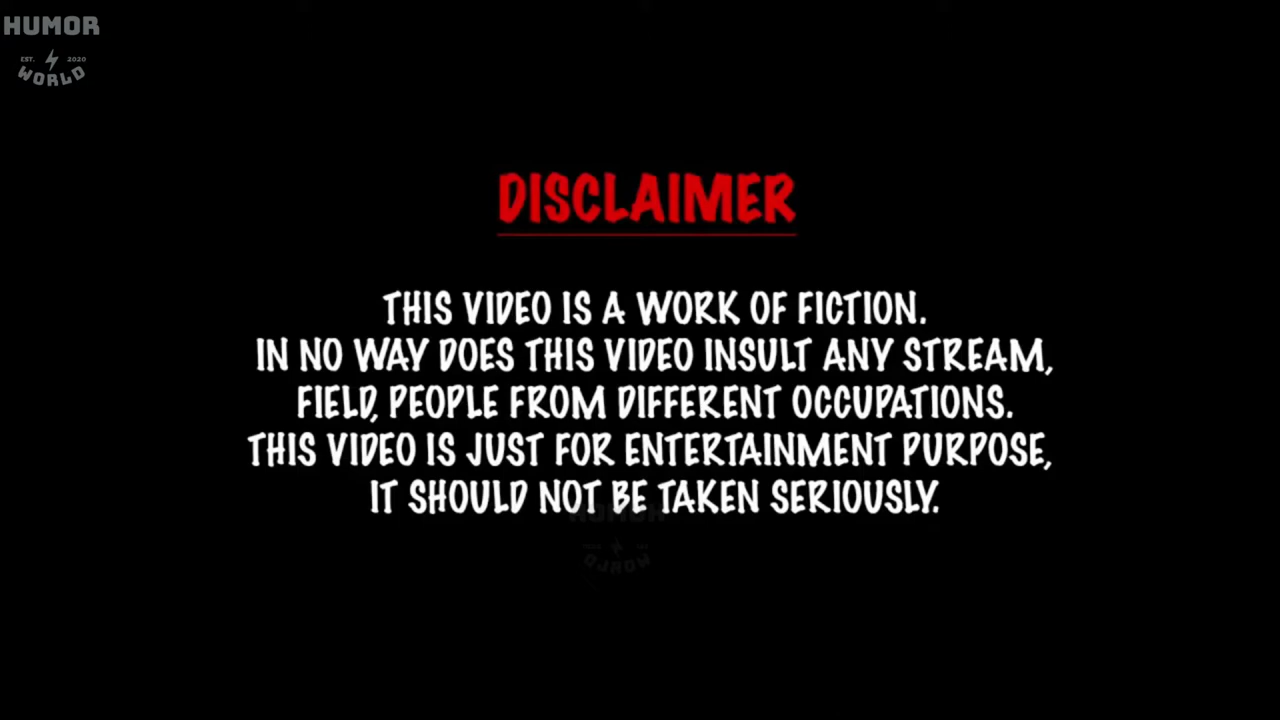 HUMOR
EST. 2020
WORLD
DISCLAIMER
THIS VIDEO IS A WORK OF FICTION.
IN NO WAY DOES THIS VIDEO INSULT ANY STREAM,
FIELD, PEOPLE FROM DIFFERENT OCCUPATIONS.
THIS VIDEO IS JUST FOR ENTERTAINMENT PURPOSE,
IT SHOULD NOT BE TAKEN SERIOUSLY.
HUMOR
WORLD